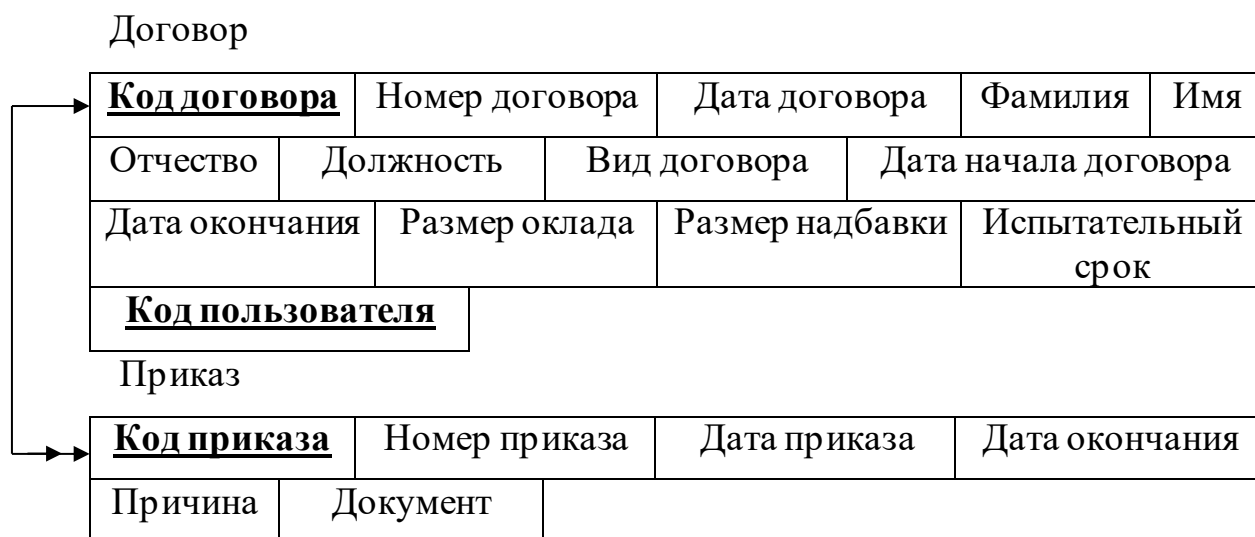 Договор
Код договора Номер договора Дата договора Фамилия Имя
Отчество Должность Вид договора Дата начала договора
Дата окончания Размер оклада Размер надбавки Испытательный
срок
Код пользователя
Приказ
Код приказа Номер приказа Дата приказа Дата окончания
Причина Документ